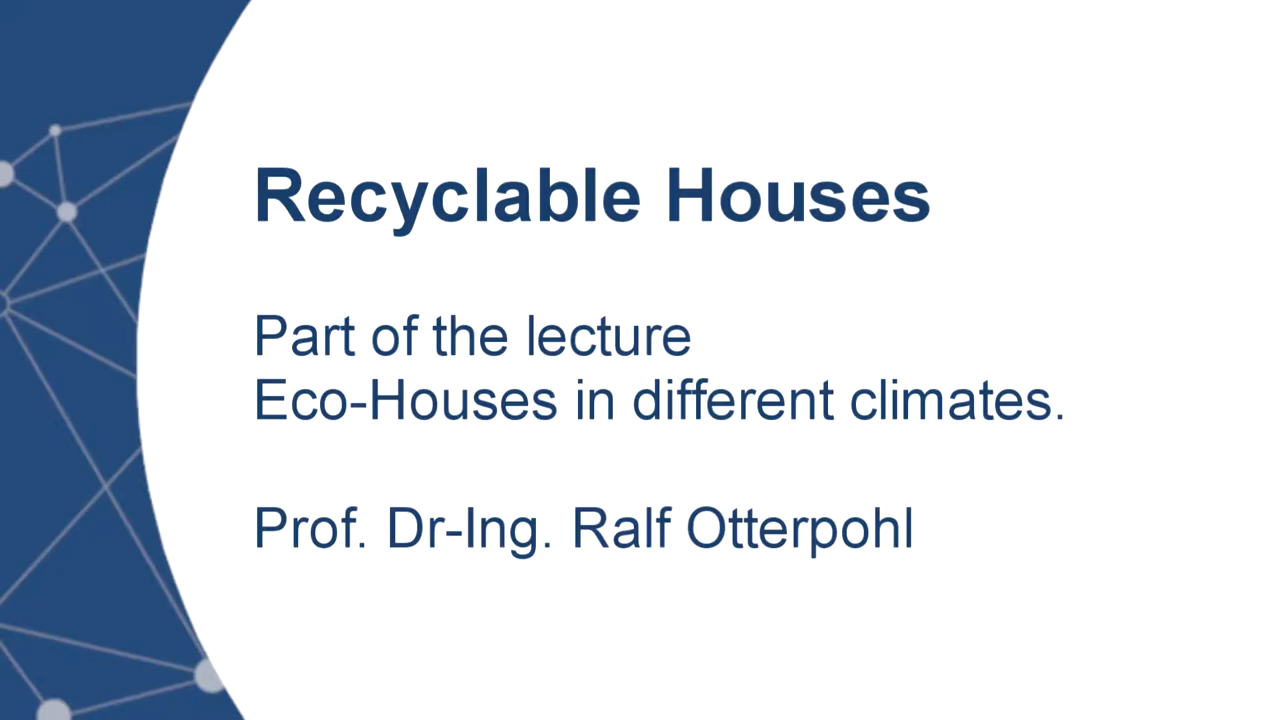 Recyclable Houses
Part of the lecture
Eco-Houses in different climates.
Prof. Dr-Ing. Ralf Otterpohl